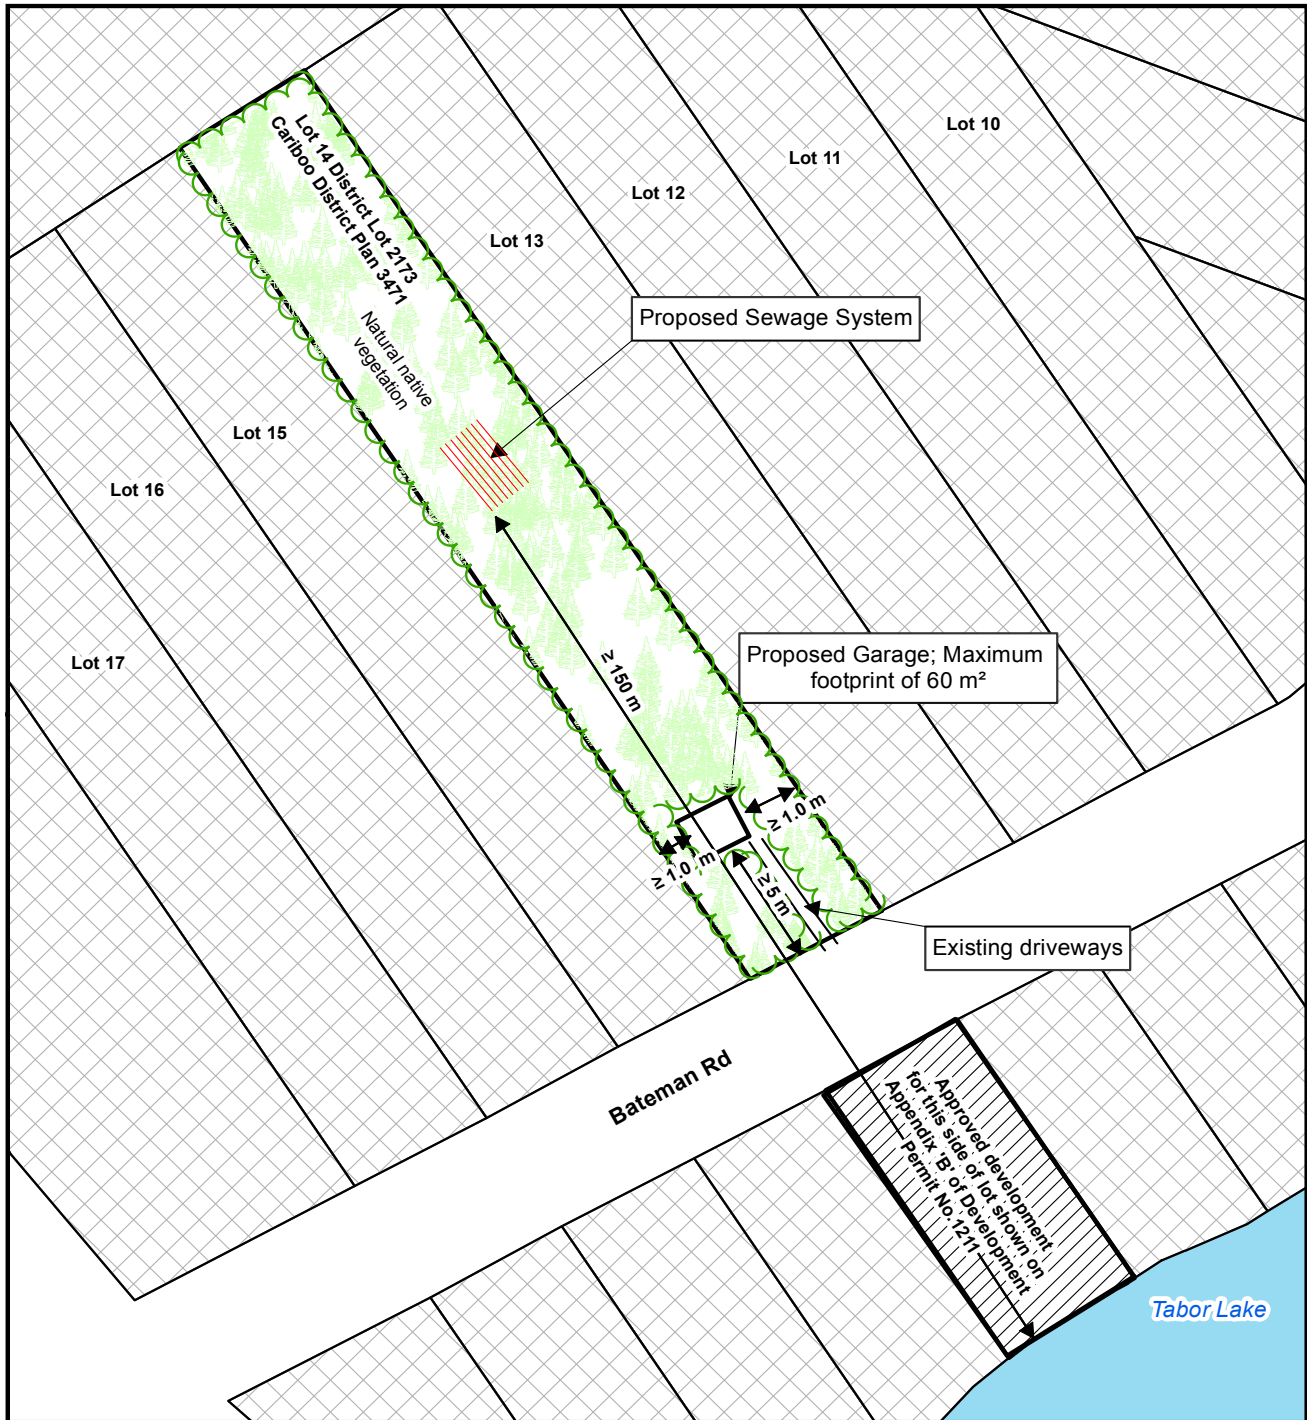 Lot 10
Lot 11
Lot 12
Lot 13
Lot 14 District Lot 2173
Cariboo District Plan 3471
Natural native
vegetation
Proposed Sewage System
Lot 15
Lot 16
Lot 17
≥ 150 m
Proposed Garage; Maximum
footprint of 60 m²
≥ 1.0 m
≥ 1.0 m
≥ 5 m
Existing driveways
Bateman Rd
Approved development
for this side of lot shown on
Appendix 'B' of Development
Permit No.1211
Tabor Lake